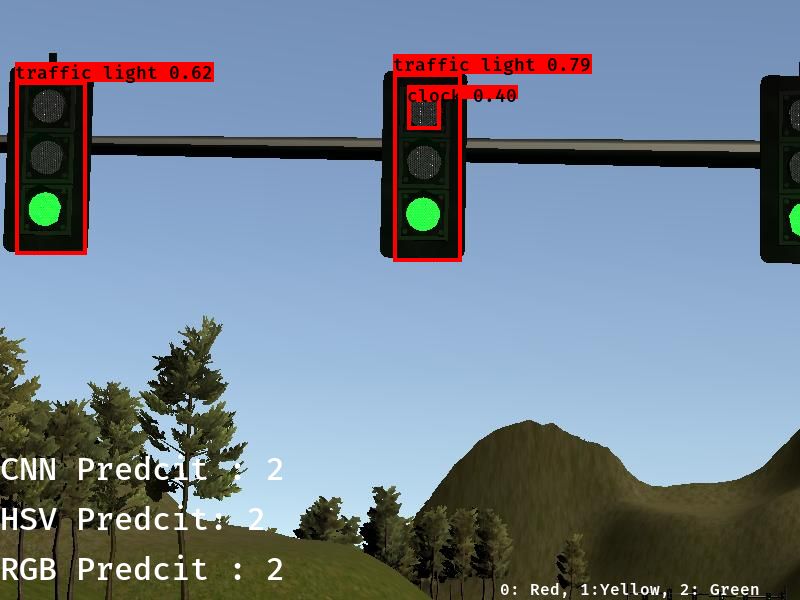 traffic light 0.62
traffic light 0.79
clock 0.40
CNN Predcit : 2
HSV Predcit: 2
RGB Predcit : 2
0: Red, 1:Yellow, 2: Green